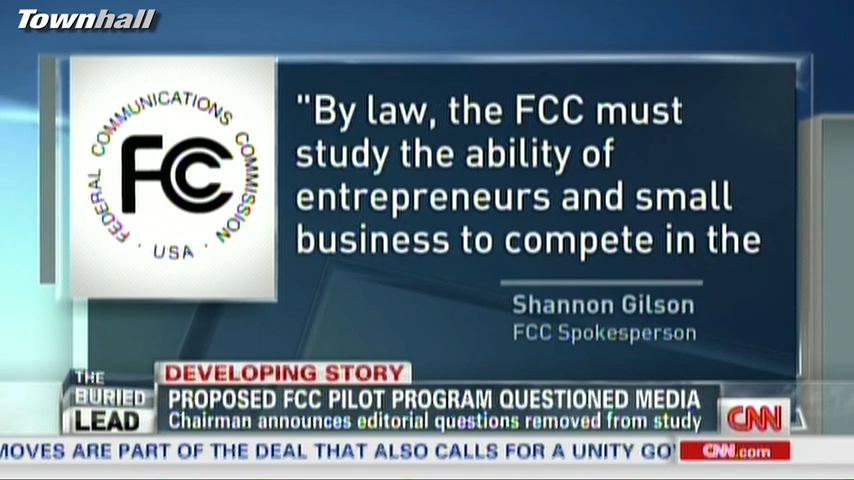 Townhall
FEDERAL COMMUNICATIONS COMMISSION
· USA ·
FCC
"By law, the FCC must
study the ability of
entrepreneurs and small
business to compete in the
Shannon Gilson
FCC Spokesperson
THE
BURIED
LEAD
DEVELOPING STORY
PROPOSED FCC PILOT PROGRAM QUESTIONED MEDIA
Chairman announces editorial questions removed from study
CNN
MOVES ARE PART OF THE DEAL THAT ALSO CALLS FOR A UNITY GO
CNN.com